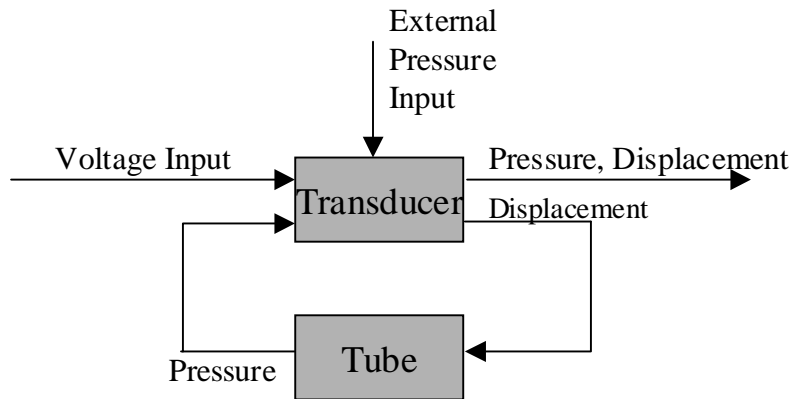 External
Pressure
Input
Voltage Input
Pressure, Displacement
Transducer
Displacement
Tube
Pressure